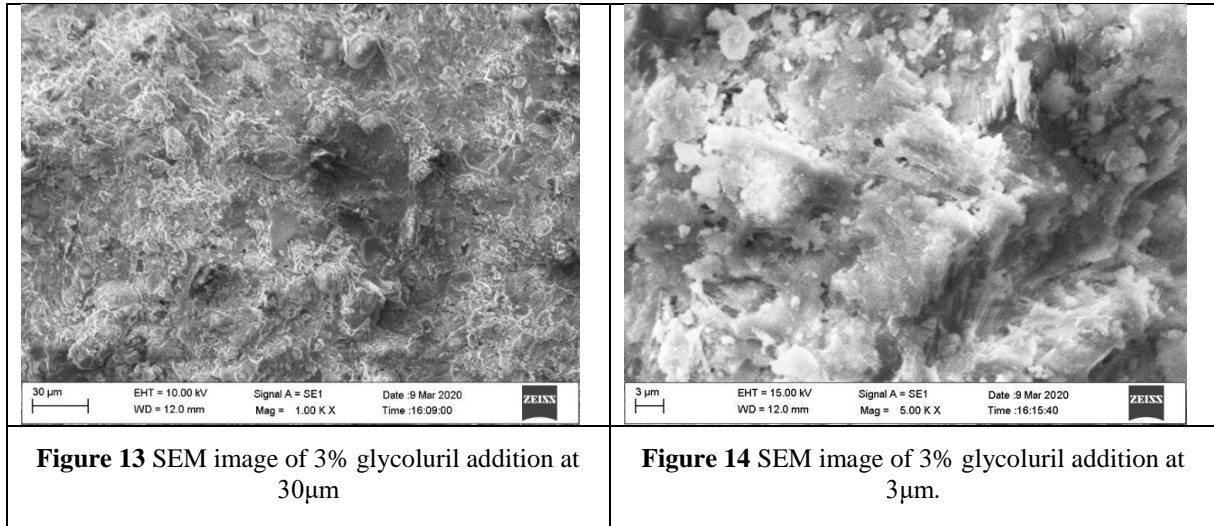 30 µm
EHT = 10.00 kV
Signal A = SE1
Date :9 Mar 2020
WD = 12.0 mm
Mag = 1.00 K X
Time :16:09:00
ZEISS
3 µm
EHT = 15.00 kV
Signal A = SE1
Date :9 Mar 2020
WD = 12.0 mm
Mag = 5.00 K X
Time :16:15:40
ZEISS
Figure 13 SEM image of 3% glycoluril addition at
30µm
Figure 14 SEM image of 3% glycoluril addition at
3µm.